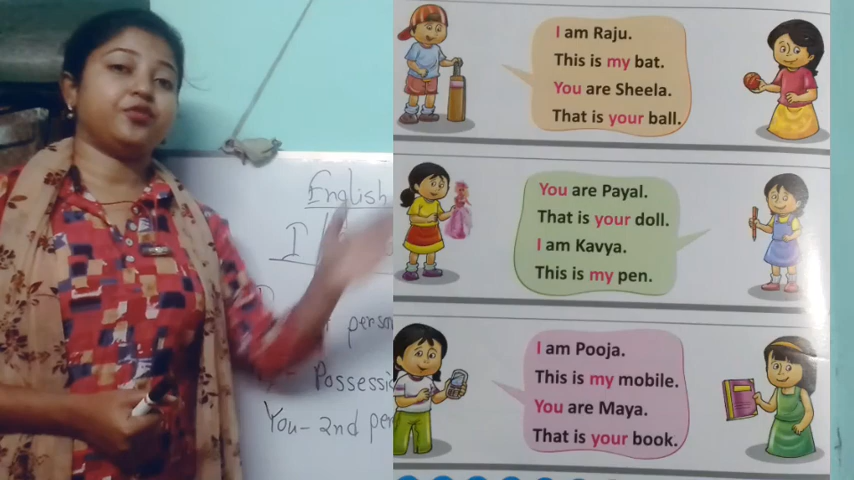 English
I
person
Possessi
You- 2nd per
I am Raju.
This is my bat.
You are Sheela.
That is your ball.
You are Payal.
That is your doll.
I am Kavya.
This is my pen.
I am Pooja.
This is my mobile.
You are Maya.
That is your book.